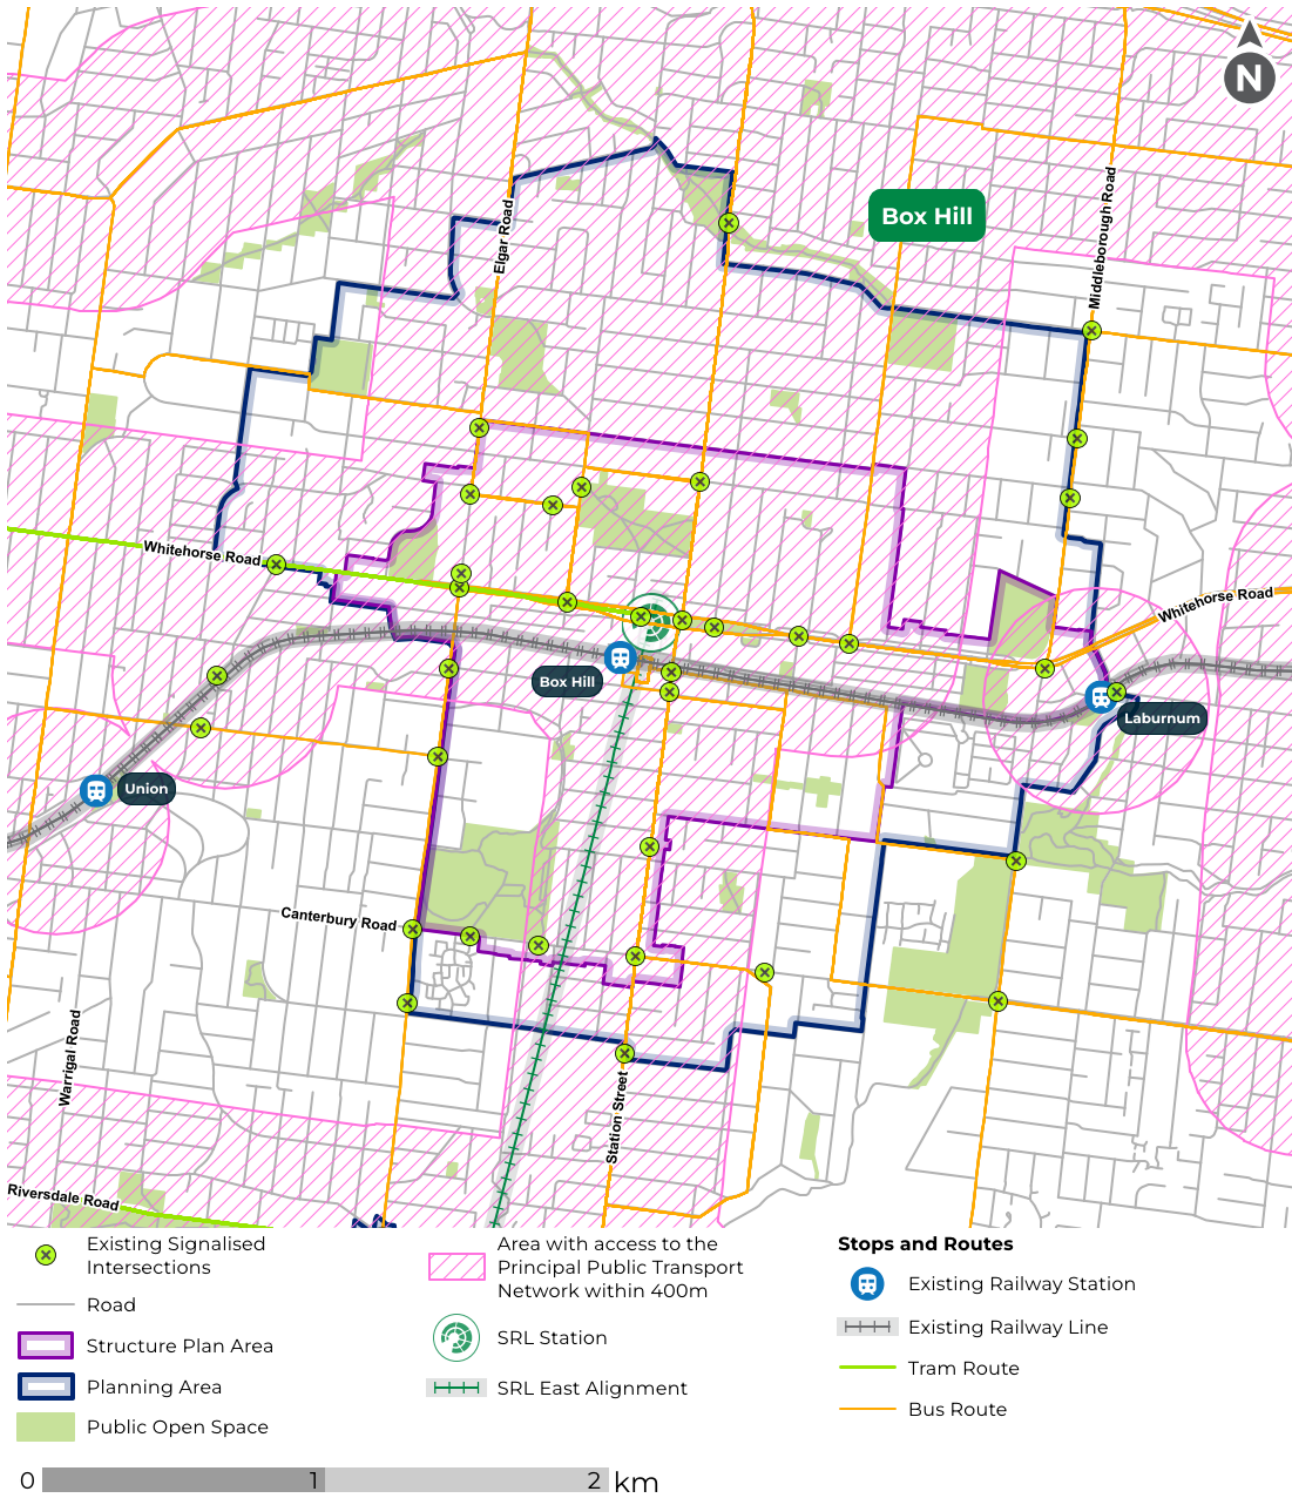 N
Box Hill
Middleborough Road
Elgar Road
Whitehorse Road
Whitehorse Road
Box Hill
Laburnum
Union
Canterbury Road
Warrigal Road
Station Street
Riversdale Road
Existing Signalised
Intersections
Road
Structure Plan Area
Planning Area
Public Open Space
Area with access to the
Principal Public Transport
Network within 400m
SRL Station
SRL East Alignment
Stops and Routes
Existing Railway Station
Existing Railway Line
Tram Route
Bus Route
0 1 2 km